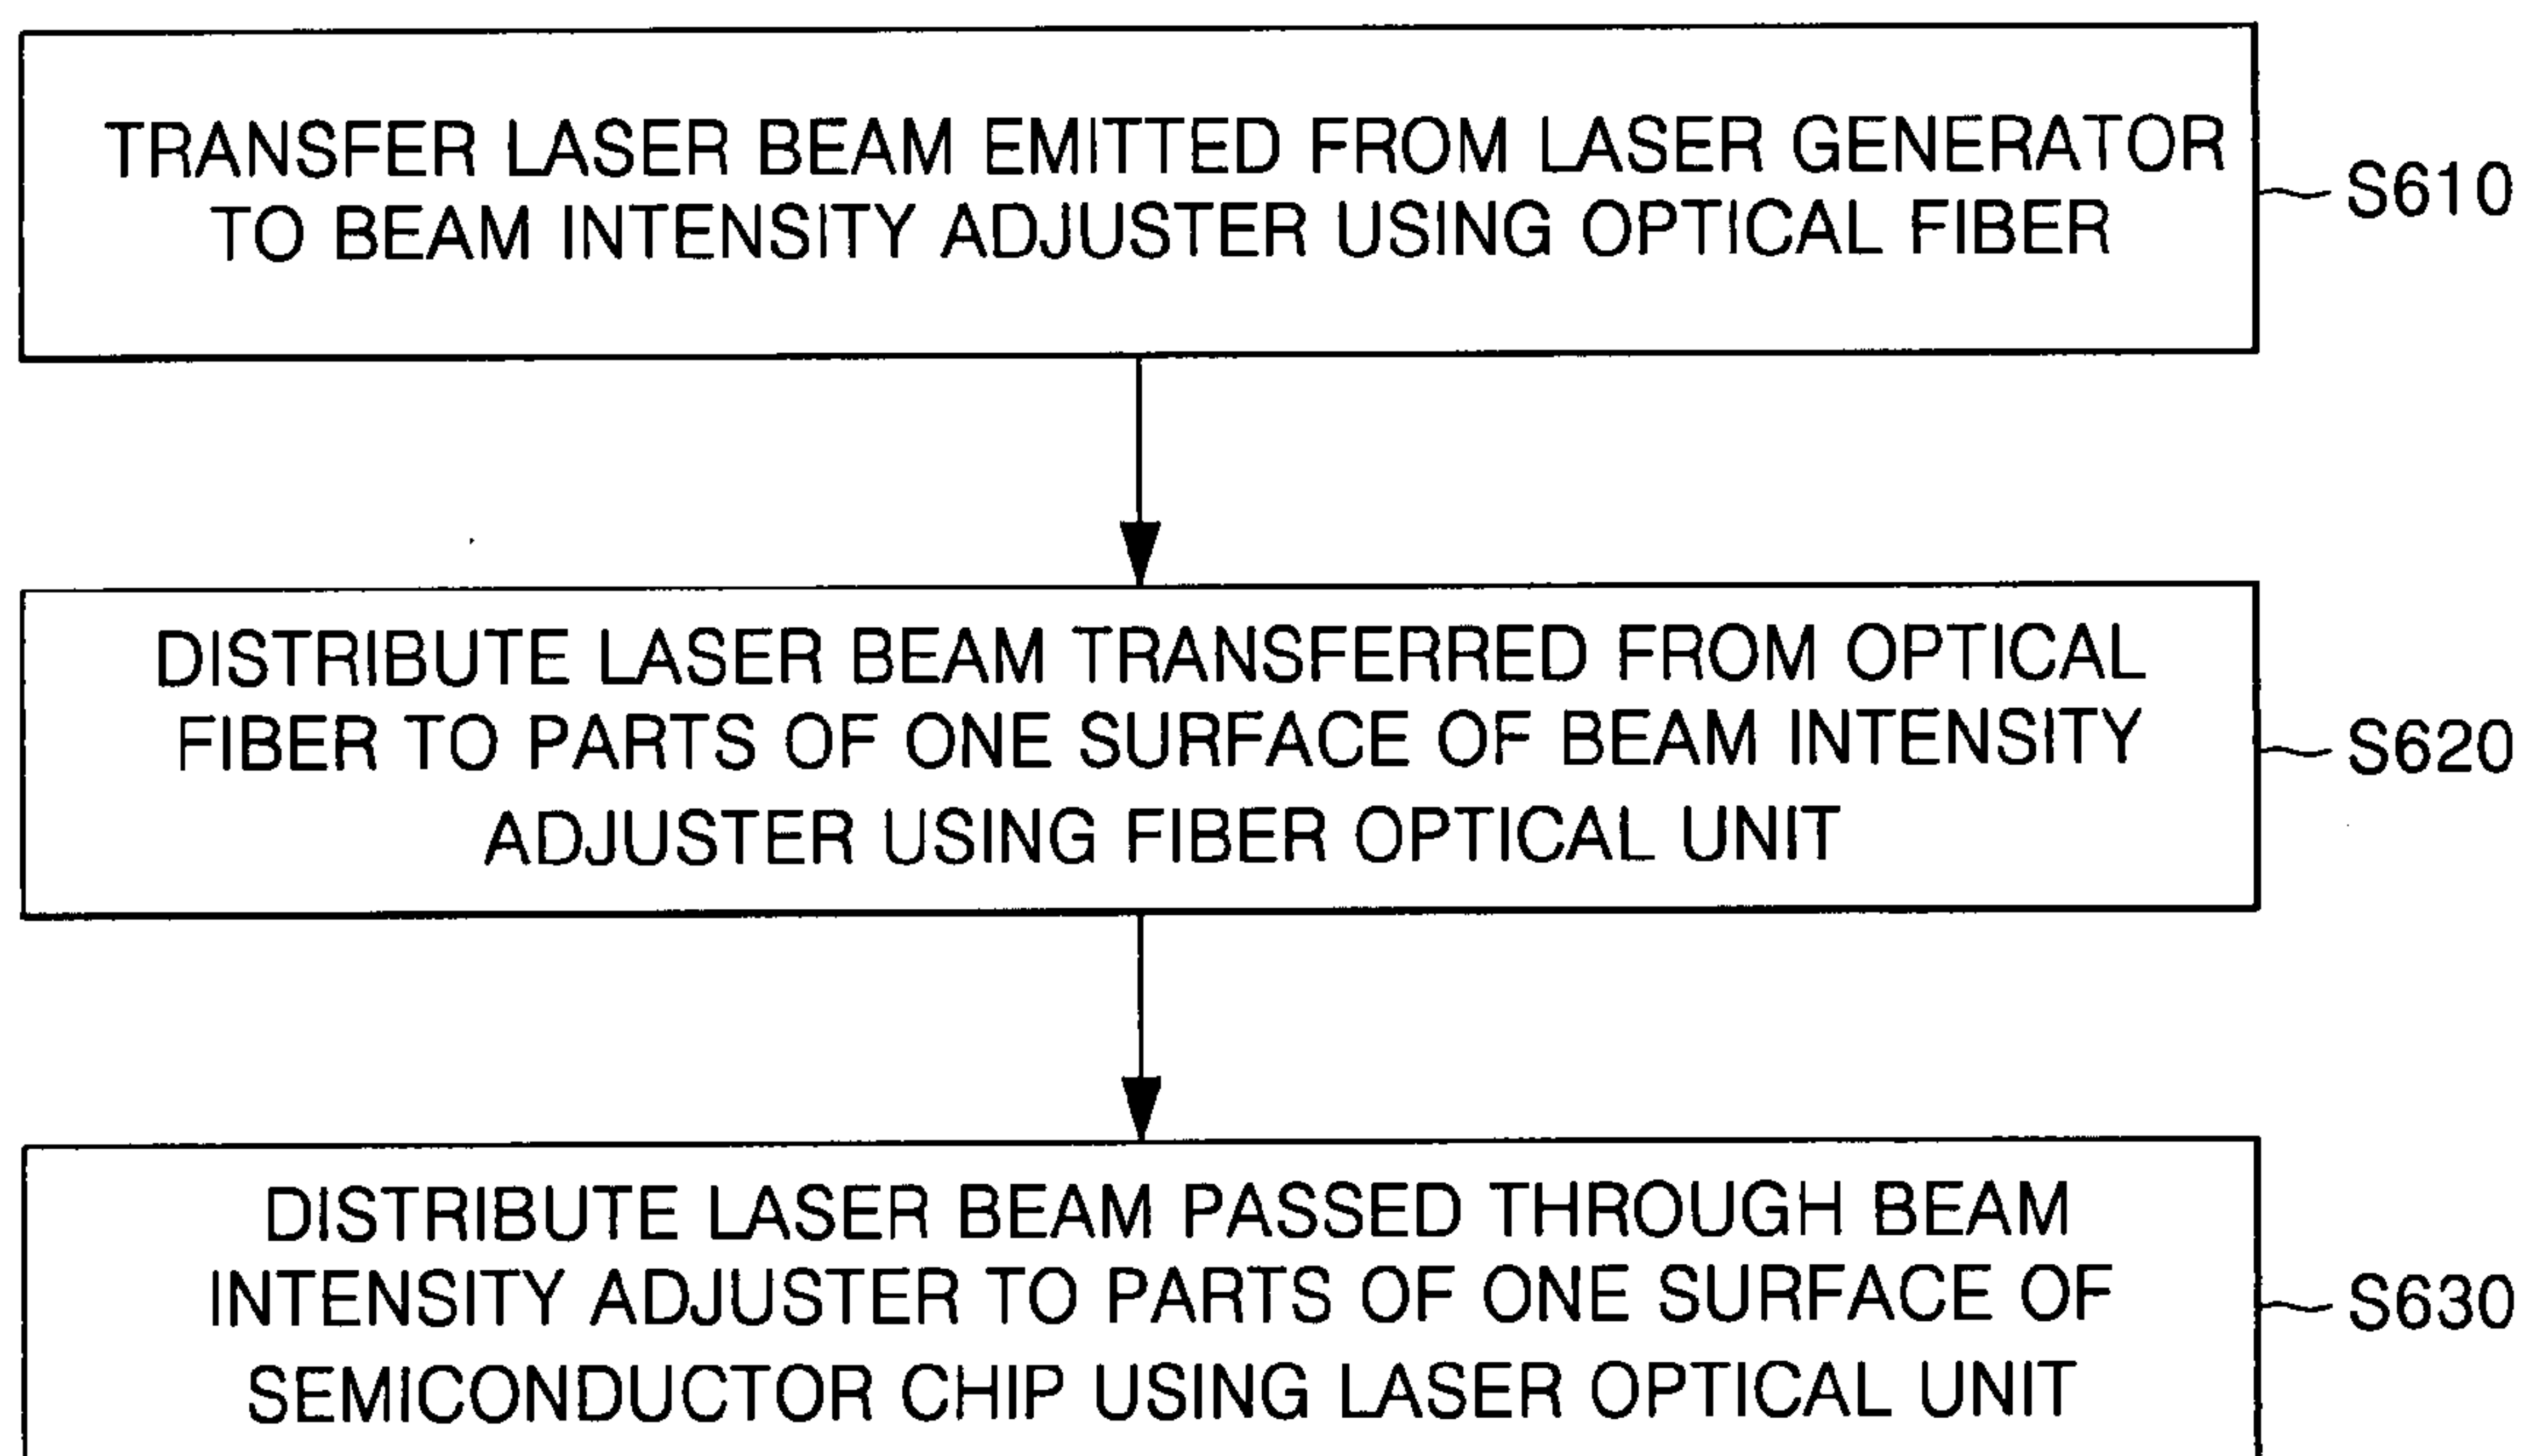 TRANSFER LASER BEAM EMITTED FROM LASER GENERATOR
TO BEAM INTENSITY ADJUSTER USING OPTICAL FIBER
S610
DISTRIBUTE LASER BEAM TRANSFERRED FROM OPTICAL
FIBER TO PARTS OF ONE SURFACE OF BEAM INTENSITY
ADJUSTER USING FIBER OPTICAL UNIT
S620
DISTRIBUTE LASER BEAM PASSED THROUGH BEAM
INTENSITY ADJUSTER TO PARTS OF ONE SURFACE OF
SEMICONDUCTOR CHIP USING LASER OPTICAL UNIT
S630